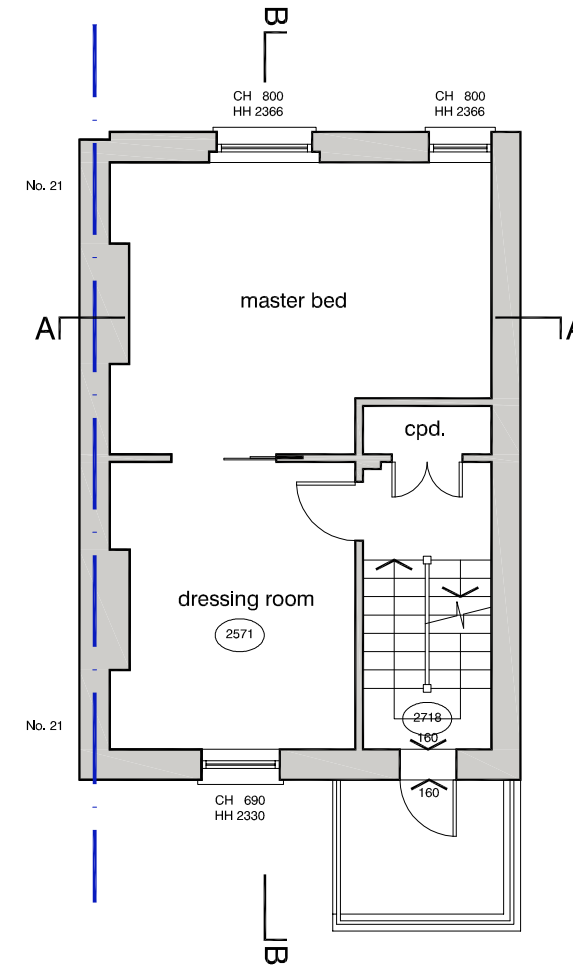 B
CH 800
HH 2366
CH 800
HH 2366
No. 21
master bed
A
A
cpd.
dressing room
2571
No. 21
2718
160
160
CH 690
HH 2330
B